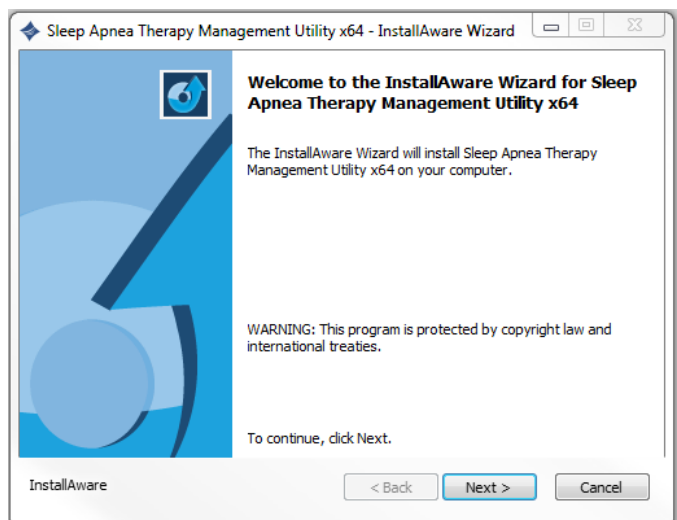 Sleep Apnea Therapy Management Utility x64 - InstallAware Wizard
Welcome to the InstallAware Wizard for Sleep
Apnea Therapy Management Utility x64
The InstallAware Wizard will install Sleep Apnea Therapy
Management Utility x64 on your computer.
WARNING: This program is protected by copyright law and
international treaties.
To continue, click Next.
InstallAware
< Back
Next >
Cancel